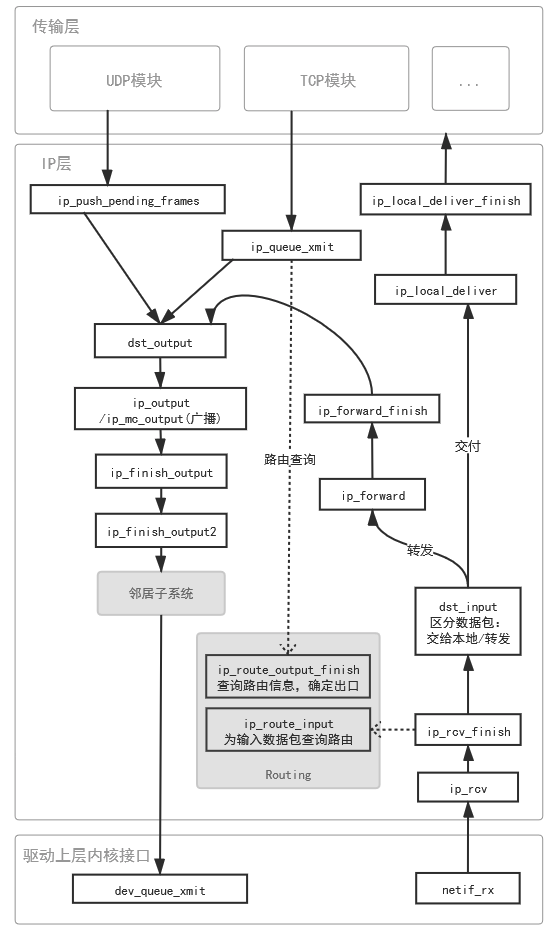 传输层
UDP模块
TCP模块
...
IP层
ip_push_pending_frames
ip_local_deliver_finish
ip_queue_xmit
ip_local_deliver
dst_output
ip_output
/ip_mc_output(广播)
ip_forward_finish
交付
路由查询
ip_finish_output
ip_forward
ip_finish_output2
转发
邻居子系统
dst_input
区分数据包:
交给本地/转发
ip_route_output_finish
查询路由信息, 确定出口
ip_route_input
为输入数据包查询路由
ip_rcv_finish
Routing
ip_rcv
驱动上层内核接口
dev_queue_xmit
netif_rx